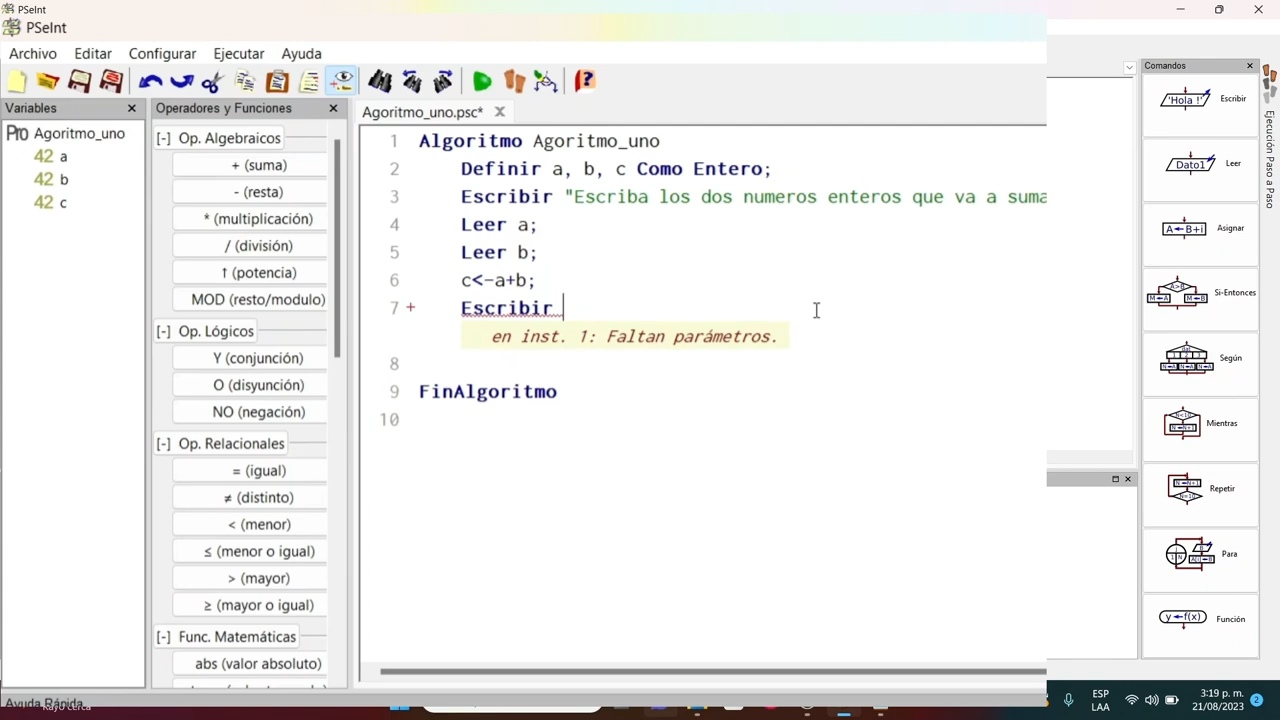 PSeInt
PSeInt
Archivo Editar Configurar Ejecutar Ayuda
Variables
Pro Agoritmo_uno
42 a
42 b
42 c
Operadores y Funciones
[-] Op. Algebraicos
+ (suma)
- (resta)
* (multiplicación)
/ (división)
↑ (potencia)
MOD (resto/modulo)
[-] Op. Lógicos
Y (conjunción)
O (disyunción)
NO (negación)
[-] Op. Relacionales
= (igual)
≠ (distinto)
< (menor)
≤ (menor o igual)
> (mayor)
≥ (mayor o igual)
[-] Func. Matemáticas
abs (valor absoluto)
Agoritmo_uno.psc*
1 Algoritmo Agoritmo_uno
2 Definir a, b, c Como Entero;
3 Escribir "Escriba los dos numeros enteros que va a suma
4 Leer a;
5 Leer b;
6 c<-a+b;
7 + Escribir
en inst. 1: Faltan parámetros.
8
9 FinAlgoritmo
10
Comandos
'Hola !' Escribir
Dato1 Leer
A←B+i Asignar
Si-Entonces
Según
Mientras
Repetir
Para
y←f(x) Función
Ejecución Paso a Paso
Ayuda Rápida
Rayo cerca
ESP
LAA
3:19 p. m.
21/08/2023
2